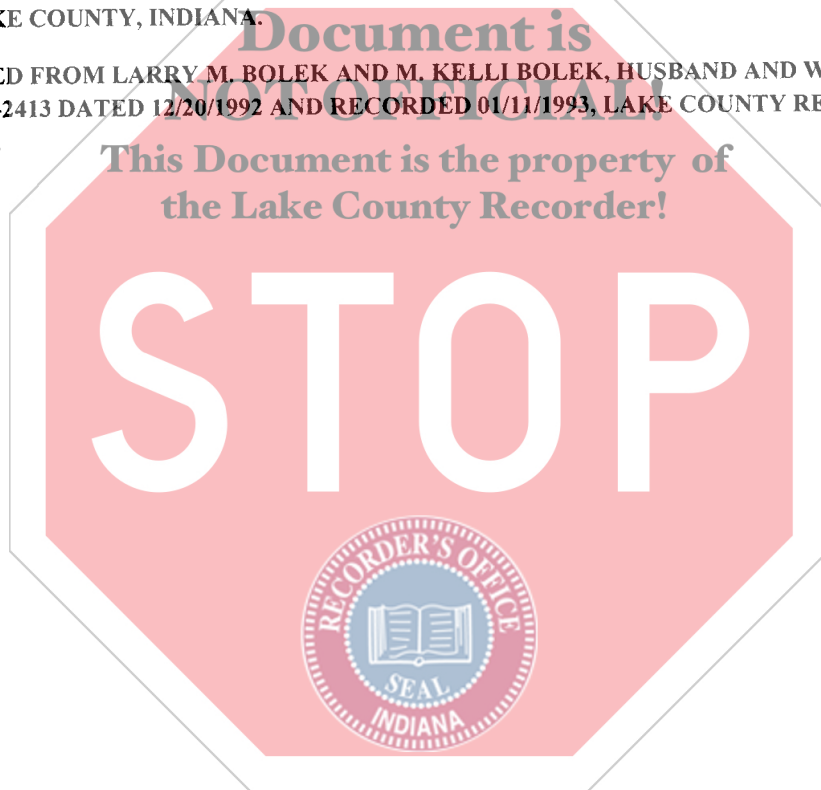 KE COUNTY, INDIANA.
Document is
ED FROM LARRY M. BOLEK AND M. KELLI BOLEK, HUSBAND AND W
NOT OFFICIAL!
2413 DATED 12/20/1992 AND RECORDED 01/11/1993, LAKE COUNTY RE
This Document is the property of
the Lake County Recorder!
STOP
RECORDER'S OFFICE
SEAL
INDIANA